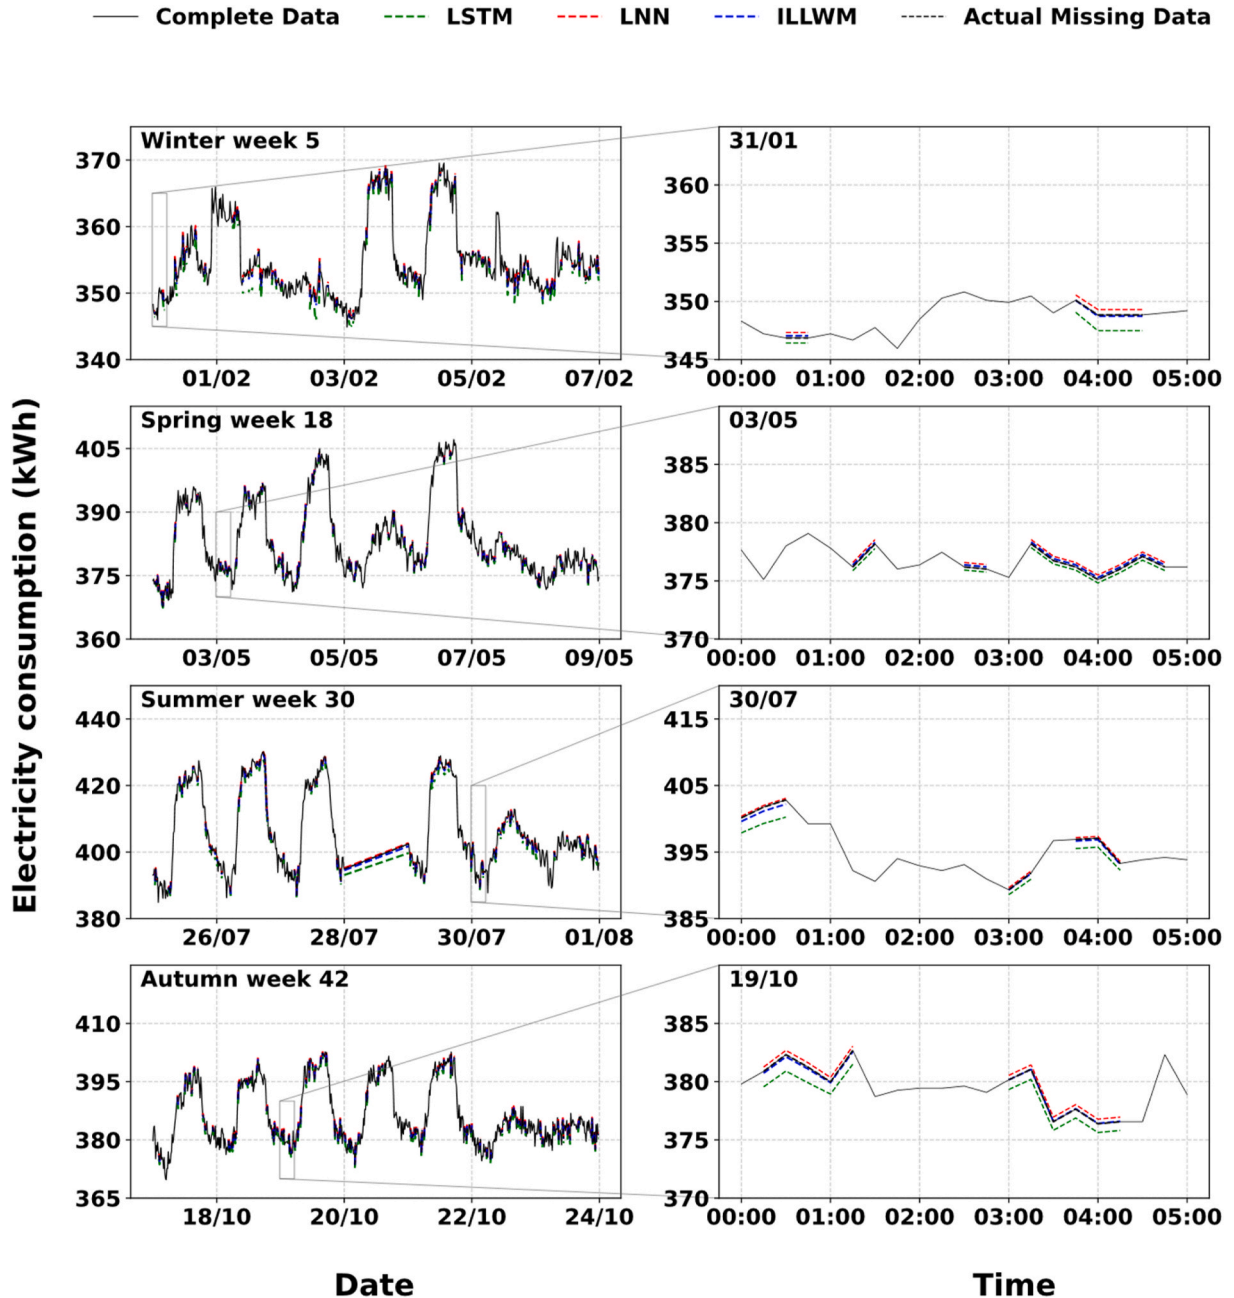 Complete Data LSTM LNN ILLWM Actual Missing Data
Electricity consumption (kWh)
Winter week 5
370
360
350
340
01/02 03/02 05/02 07/02
31/01
360
355
350
345
00:00 01:00 02:00 03:00 04:00 05:00
Spring week 18
405
390
375
360
03/05 05/05 07/05 09/05
03/05
385
380
375
370
00:00 01:00 02:00 03:00 04:00 05:00
Summer week 30
440
420
400
380
26/07 28/07 30/07 01/08
30/07
415
405
395
385
00:00 01:00 02:00 03:00 04:00 05:00
Autumn week 42
410
395
380
365
18/10 20/10 22/10 24/10
19/10
385
380
375
370
00:00 01:00 02:00 03:00 04:00 05:00
Date Time